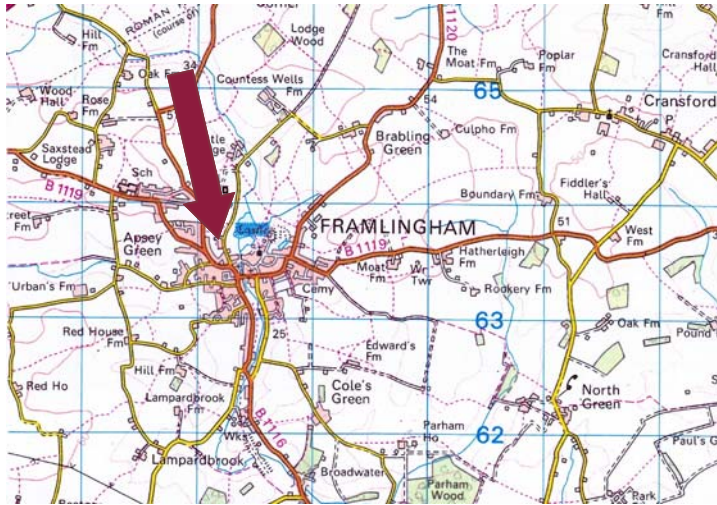 Hill
Fm
ROMAN
(course of)
Lodge
Wood
1120
The
Moat Fm
Poplar
Fm
Fm
Cransford
Hall
Oak Fm
34
Countess Wells
Fm
65
Wood
Hall
Rose
Fm
54
Cransford
P
Saxstead
Lodge
Brabling
Green
Culpho Fm
Sch
B 1119
Boundary Fm
Fiddler's
Hall
Fm
Apsey
Green
Castle
FRAMLINGHAM
B 1119
51
West
Fm
Moat
Fm
Wr
Twr
Hatherleigh
Fm
Urban's Fm
Cemy
Rookery Fm
63
Oak Fm
Pound
Red House
Fm
25
Edward's
Fm
Red Ho
Hill Fm
Lampardbrook
Fm
Cole's
Green
North
Green
B 1116
Wks
Parham
Ho
62
Paul's
Lampardbrook
Broadwater
Parham
Wood
Park